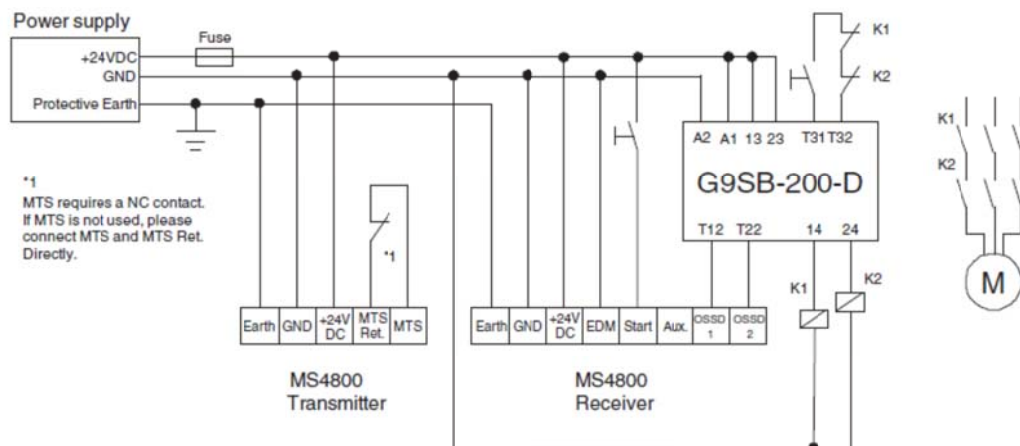 Power supply
+24VDC
GND
Protective Earth
Fuse
K1
K2
A2 A1 13 23 T31 T32
G9SB-200-D
T12 T22 14 24
K1
K2
K1
K2
M
*1
MTS requires a NC contact.
If MTS is not used, please
connect MTS and MTS Ret.
Directly.
*1
Earth GND +24V DC MTS Ret. MTS
MS4800
Transmitter
Earth GND +24V DC EDM Start Aux. OSSD 1 OSSD 2
MS4800
Receiver